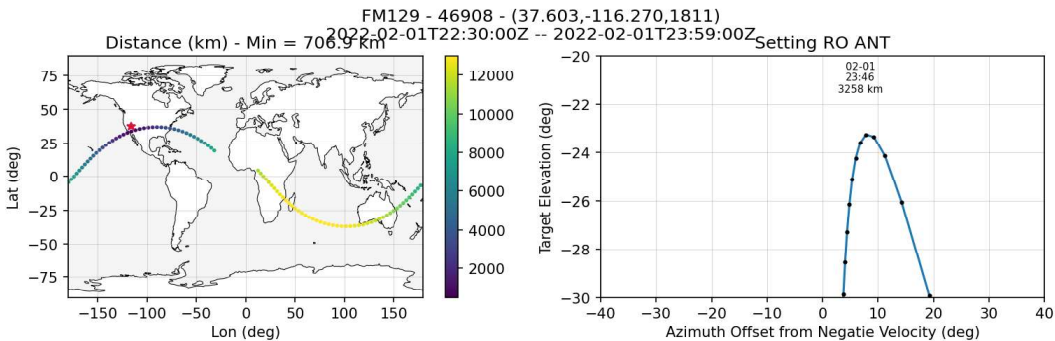 FM129 - 46908 - (37.603,-116.270,1811)
2022-02-01T22:30:00Z -- 2022-02-01T23:59:00Z
Distance (km) - Min = 706.9 km
75
50
25
0
−25
−50
−75
Lat (deg)
−150 −100 −50 0 50 100 150
Lon (deg)
12000
10000
8000
6000
4000
2000
Setting RO ANT
02-01
23:46
3258 km
−20
−22
−24
−26
−28
−30
Target Elevation (deg)
−40 −30 −20 −10 0 10 20 30 40
Azimuth Offset from Negatie Velocity (deg)